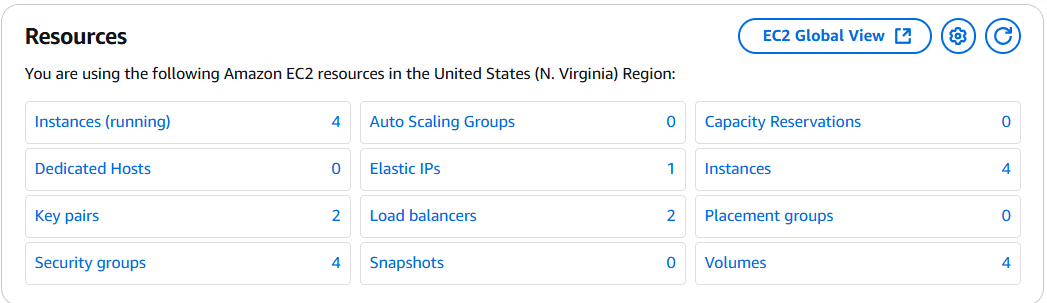 Resources
EC2 Global View
You are using the following Amazon EC2 resources in the United States (N. Virginia) Region:
Instances (running) 4
Auto Scaling Groups 0
Capacity Reservations 0
Dedicated Hosts 0
Elastic IPs 1
Instances 4
Key pairs 2
Load balancers 2
Placement groups 0
Security groups 4
Snapshots 0
Volumes 4